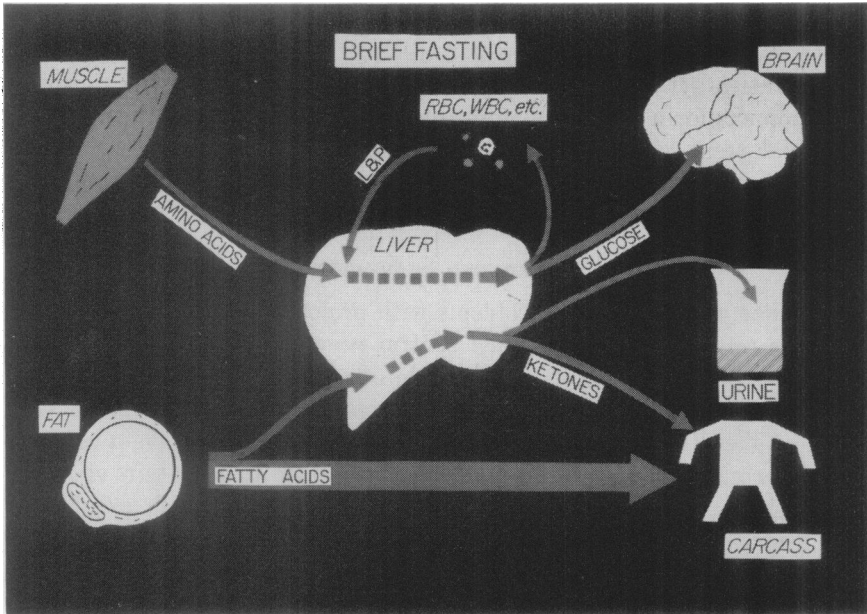 BRIEF FASTING
MUSCLE
BRAIN
RBC, WBC, etc.
L&P
AMINO ACIDS
LIVER
G
GLUCOSE
KETONES
URINE
FAT
FATTY ACIDS
CARCASS